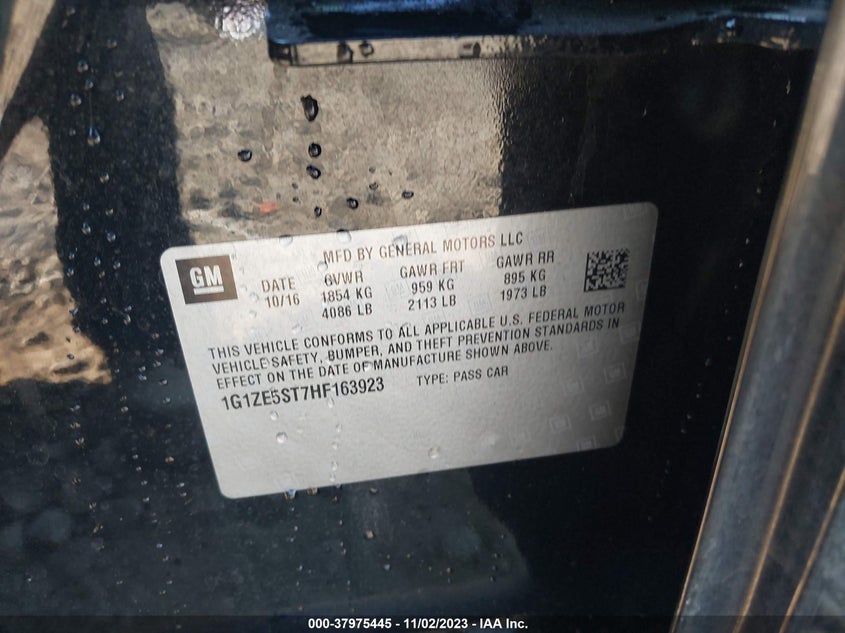 MFD BY GENERAL MOTORS LLC
GM
DATE GVWR GAWR FRT GAWR RR
10/16 1854 KG 959 KG 895 KG
4086 LB 2113 LB 1973 LB
THIS VEHICLE CONFORMS TO ALL APPLICABLE U.S. FEDERAL MOTOR
VEHICLE SAFETY, BUMPER, AND THEFT PREVENTION STANDARDS IN
EFFECT ON THE DATE OF MANUFACTURE SHOWN ABOVE.
1G1ZE5ST7HF163923 TYPE: PASS CAR
000-37975445 - 11/02/2023 - IAA Inc.